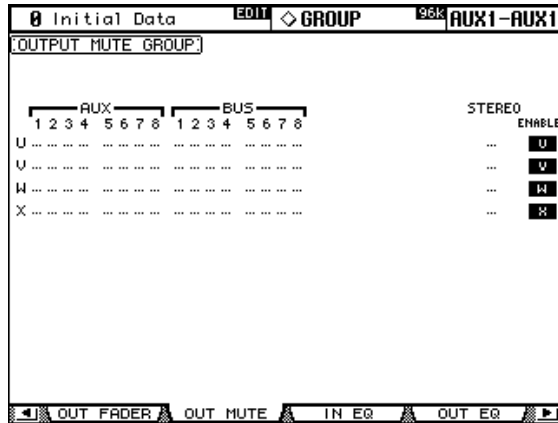 0 Initial Data EDIT ◇GROUP 96K AUX1-AUX1
OUTPUT MUTE GROUP
AUX BUS STEREO
1 2 3 4 5 6 7 8 1 2 3 4 5 6 7 8 ENABLE
U ... ... ... ... ... ... ... ... ... ... ... ... ... ... ... ... ... U
V ... ... ... ... ... ... ... ... ... ... ... ... ... ... ... ... ... V
W ... ... ... ... ... ... ... ... ... ... ... ... ... ... ... ... ... W
X ... ... ... ... ... ... ... ... ... ... ... ... ... ... ... ... ... X
OUT FADER OUT MUTE IN EQ OUT EQ